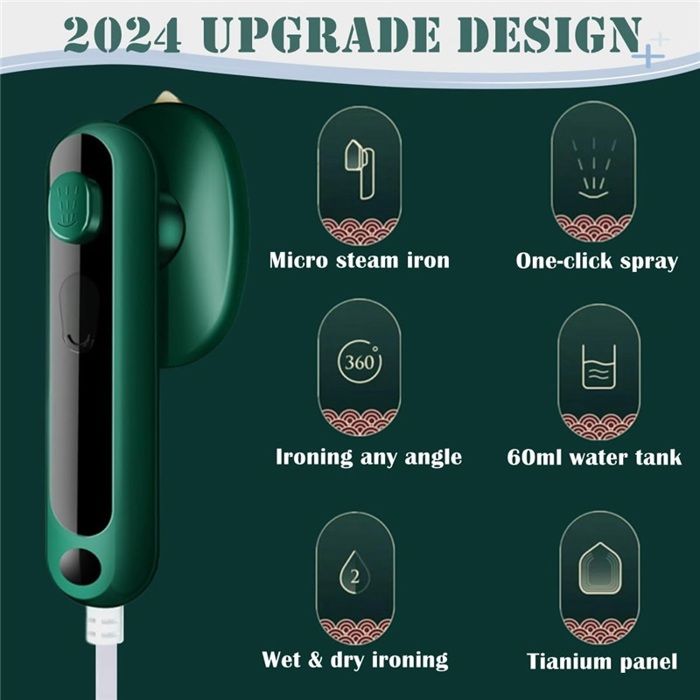 2024 UPGRADE DESIGN
Micro steam iron
One-click spray
360°
Ironing any angle
60ml water tank
2
Wet & dry ironing
Tianium panel